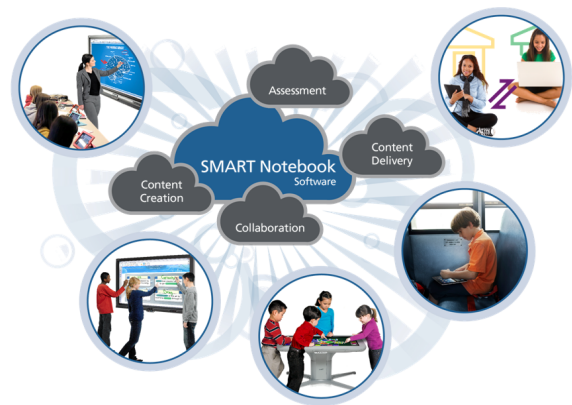 Assessment
SMART Notebook
Software
Content
Delivery
Content
Creation
Collaboration